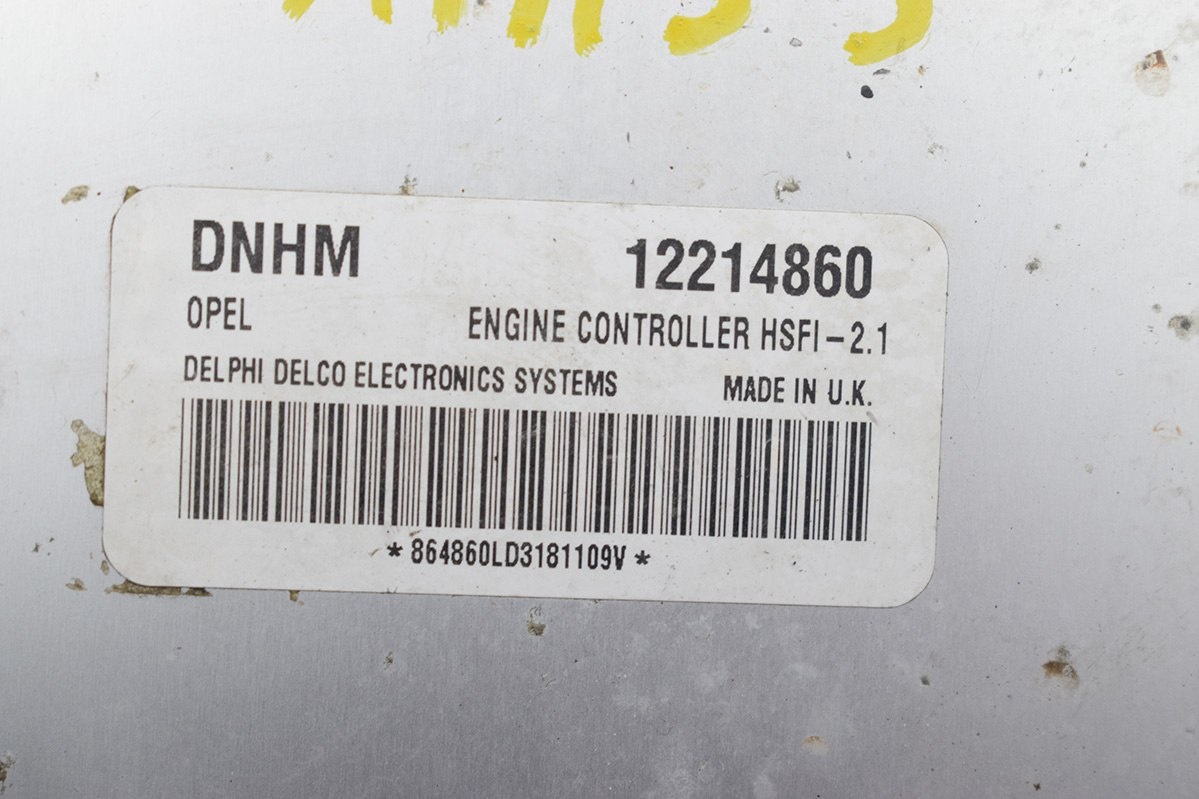 DNHM 12214860
OPEL ENGINE CONTROLLER HSFI-2.1
DELPHI DELCO ELECTRONICS SYSTEMS MADE IN U.K.
*864860LD3181109V*